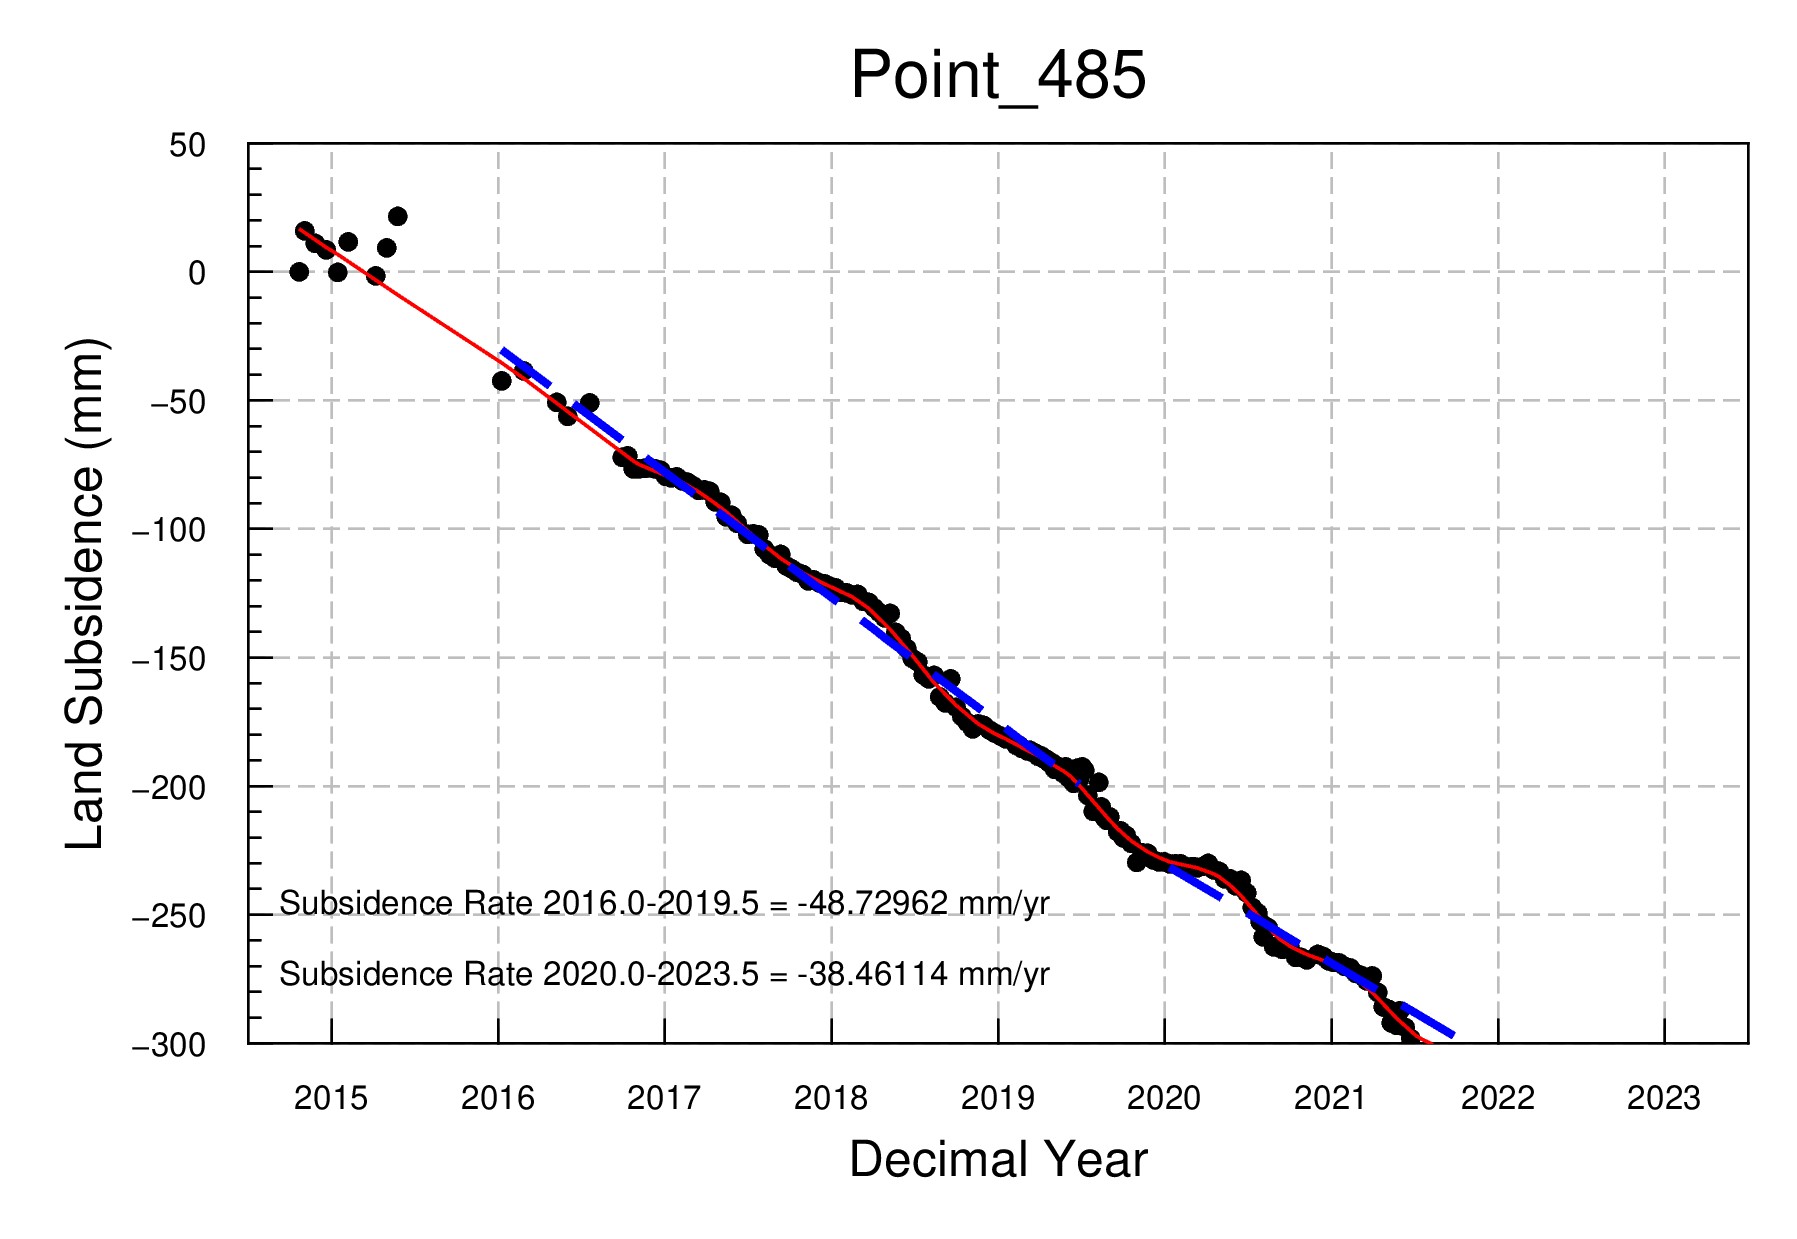 Point_485
50
0
−50
−100
−150
−200
−250
−300
Land Subsidence (mm)
Subsidence Rate 2016.0-2019.5 = -48.72962 mm/yr
Subsidence Rate 2020.0-2023.5 = -38.46114 mm/yr
2015 2016 2017 2018 2019 2020 2021 2022 2023
Decimal Year